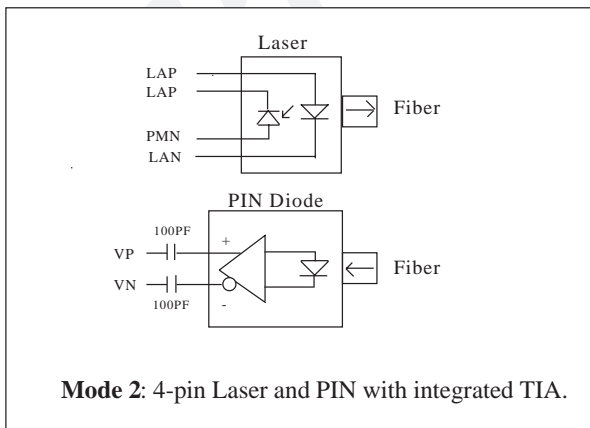 Laser
LAP
LAP
Fiber
PMN
LAN
PIN Diode
100PF
VP
+
VN
Fiber
100PF
-
Mode 2: 4-pin Laser and PIN with integrated TIA.